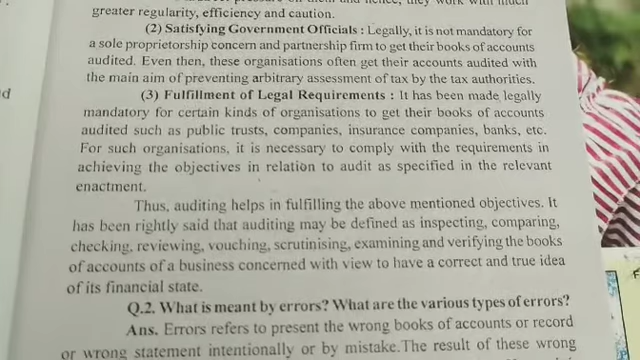 greater regularity, efficiency and caution.
(2) Satisfying Government Officials : Legally, it is not mandatory for
a sole proprietorship concern and partnership firm to get their books of accounts
audited. Even then, these organisations often get their accounts audited with
the main aim of preventing arbitrary assessment of tax by the tax authorities.
(3) Fulfillment of Legal Requirements : It has been made legally
mandatory for certain kinds of organisations to get their books of accounts
audited such as public trusts, companies, insurance companies, banks, etc.
For such organisations, it is necessary to comply with the requirements in
achieving the objectives in relation to audit as specified in the relevant
enactment.
Thus, auditing helps in fulfilling the above mentioned objectives. It
has been rightly said that auditing may be defined as inspecting, comparing,
checking, reviewing, vouching, scrutinising, examining and verifying the books
of accounts of a business concerned with view to have a correct and true idea
of its financial state.
Q.2. What is meant by errors? What are the various types of errors?
Ans. Errors refers to present the wrong books of accounts or record
or wrong statement intentionally or by mistake.The result of these wrong